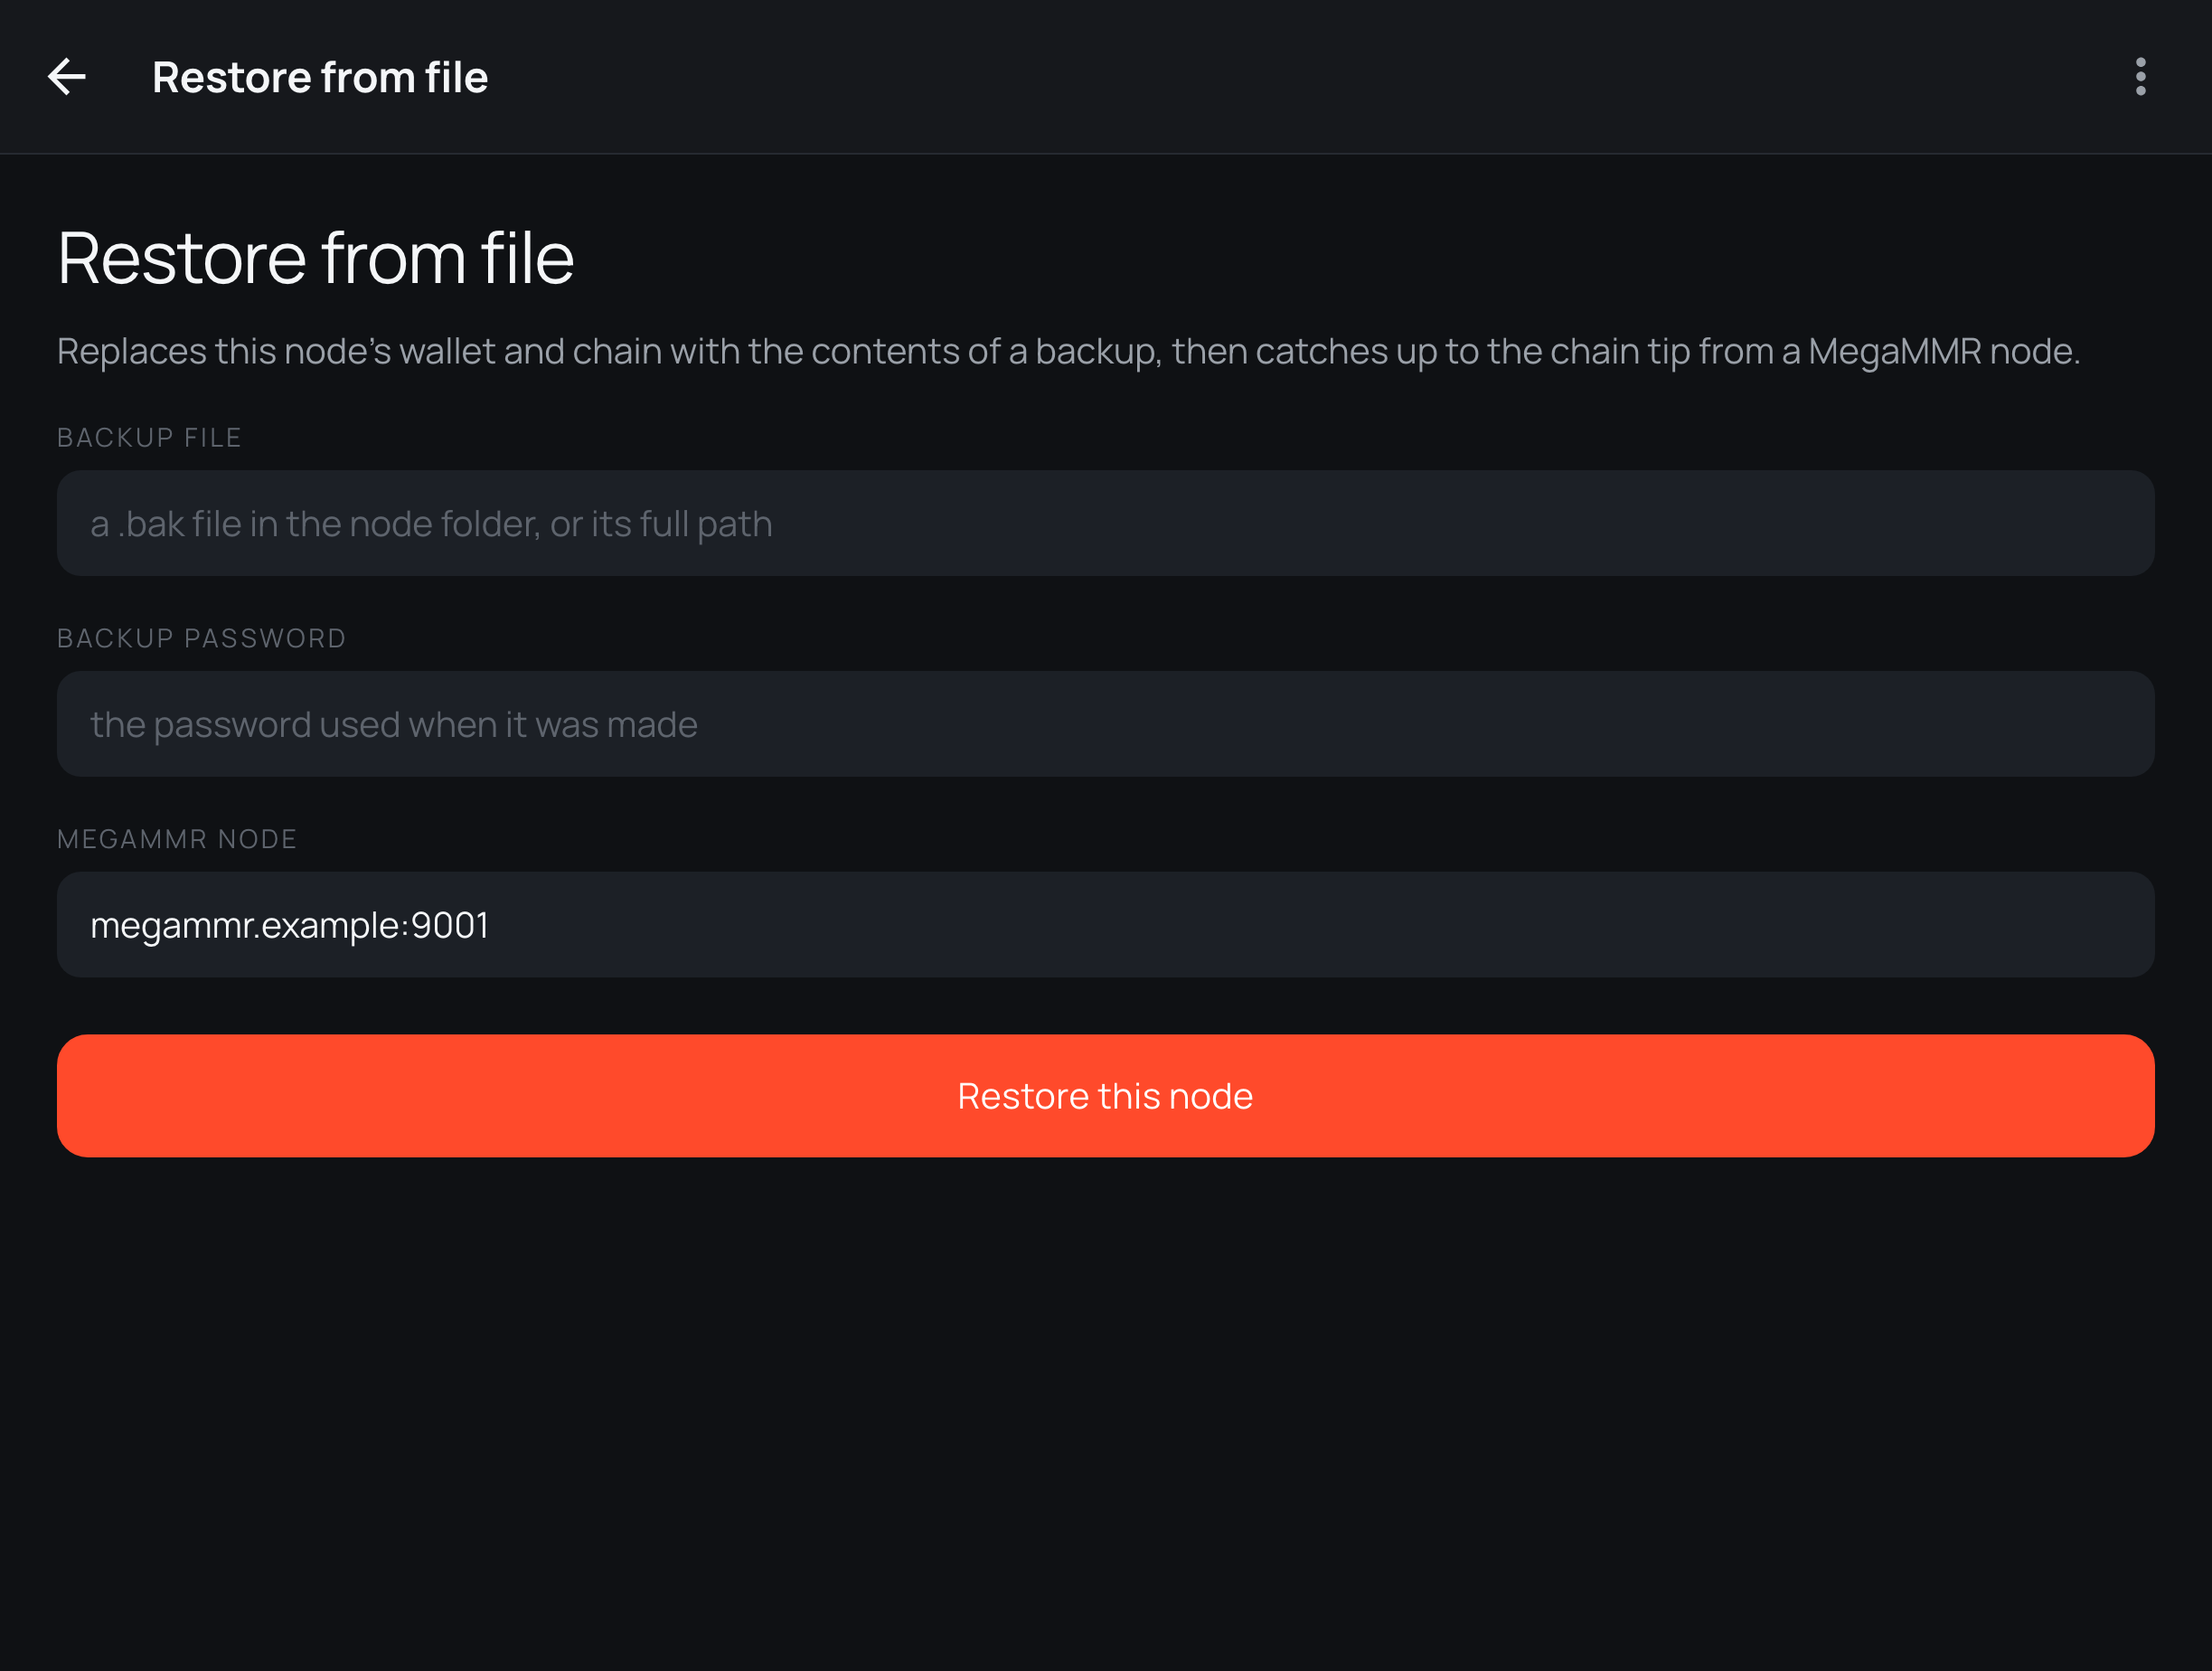 Restore from file
Restore from file
Replaces this node's wallet and chain with the contents of a backup, then catches up to the chain tip from a MegaMMR node.
BACKUP FILE
a .bak file in the node folder, or its full path
BACKUP PASSWORD
the password used when it was made
MEGAMMR NODE
megammr.example:9001
Restore this node